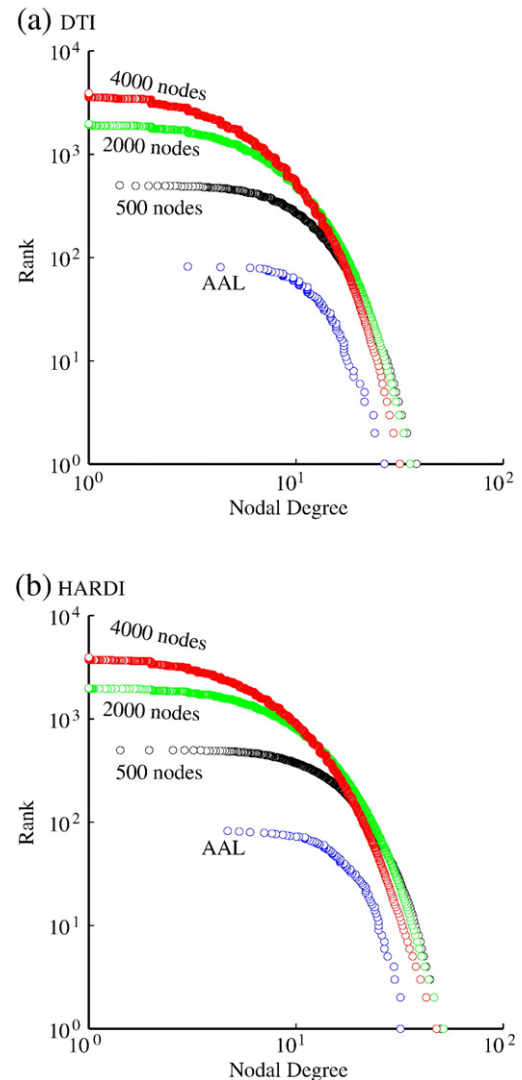 (a) DTI
10^4
4000 nodes
10^3
2000 nodes
500 nodes
10^2
AAL
Rank
10^1
10^0
10^0 10^1 10^2
Nodal Degree
(b) HARDI
10^4
4000 nodes
10^3
2000 nodes
500 nodes
10^2
AAL
Rank
10^1
10^0
10^0 10^1 10^2
Nodal Degree